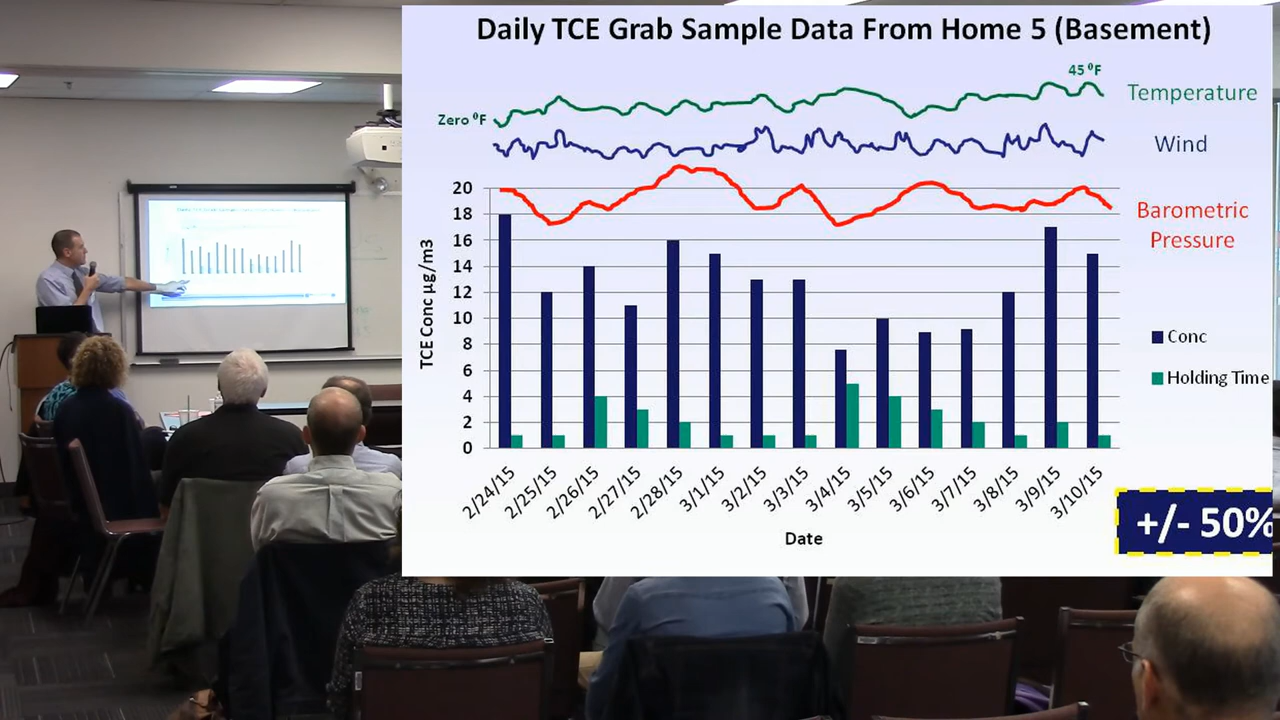 Daily TCE Grab Sample Data From Home 5 (Basement)
45 ⁰F
Temperature
Zero ⁰F
Wind
Barometric
Pressure
20
18
16
14
12
10
8
6
4
2
0
TCE Conc µg/m3
Conc
Holding Time
2/24/15
2/25/15
2/26/15
2/27/15
2/28/15
3/1/15
3/2/15
3/3/15
3/4/15
3/5/15
3/6/15
3/7/15
3/8/15
3/9/15
3/10/15
Date
+/- 50%